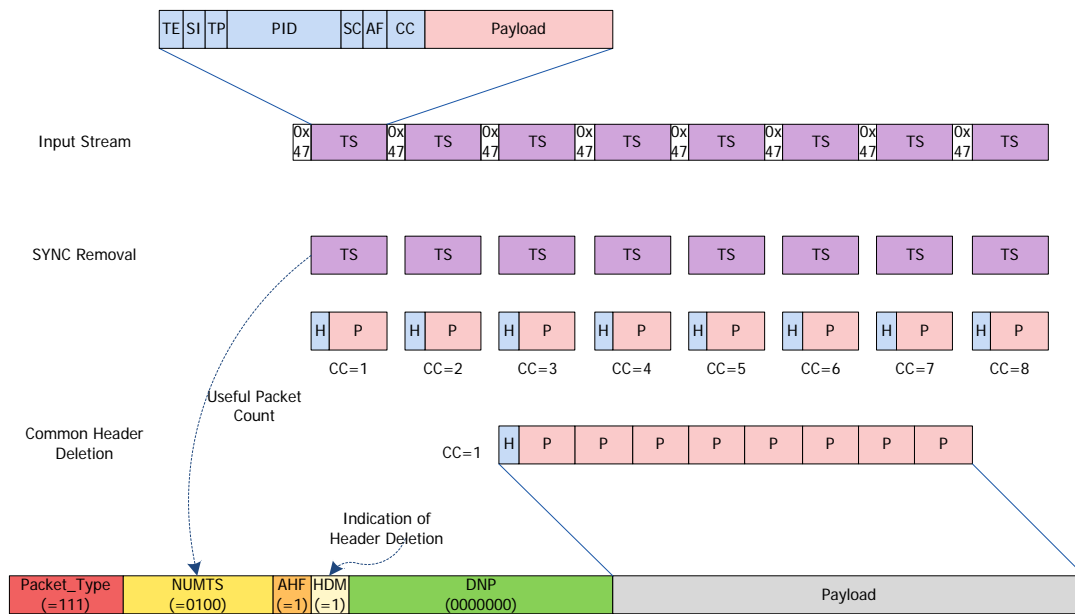 TE SI TP PID SC AF CC Payload
Input Stream
0x 47 TS 0x 47 TS 0x 47 TS 0x 47 TS 0x 47 TS 0x 47 TS 0x 47 TS 0x 47 TS
SYNC Removal
TS TS TS TS TS TS TS TS
H P H P H P H P H P H P H P H P
CC=1 CC=2 CC=3 CC=4 CC=5 CC=6 CC=7 CC=8
Useful Packet
Count
Common Header
Deletion
CC=1 H P P P P P P P P
Indication of
Header Deletion
Packet_Type NUMTS AHF HDM DNP Payload
(=111) (=0100) (=1) (=1) (0000000)